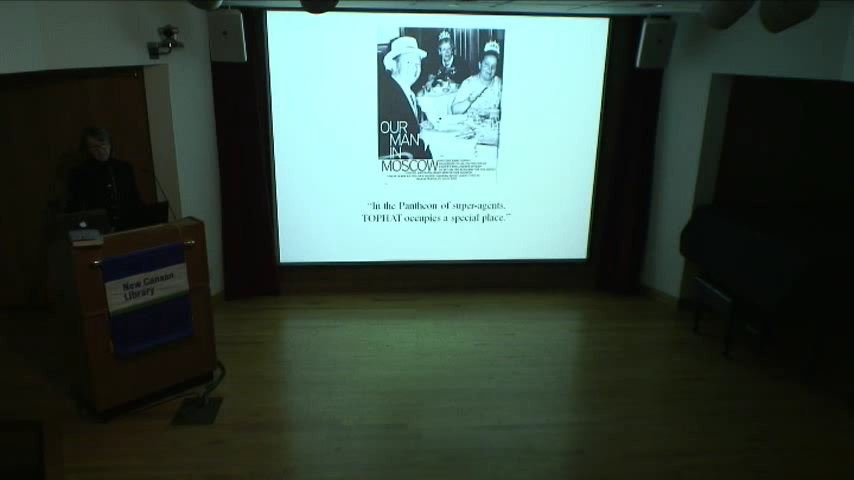 OUR
MAN
IN
MOSCOW
“In the Pantheon of super-agents,
TOPHAT occupies a special place.”
New Canaan
Library